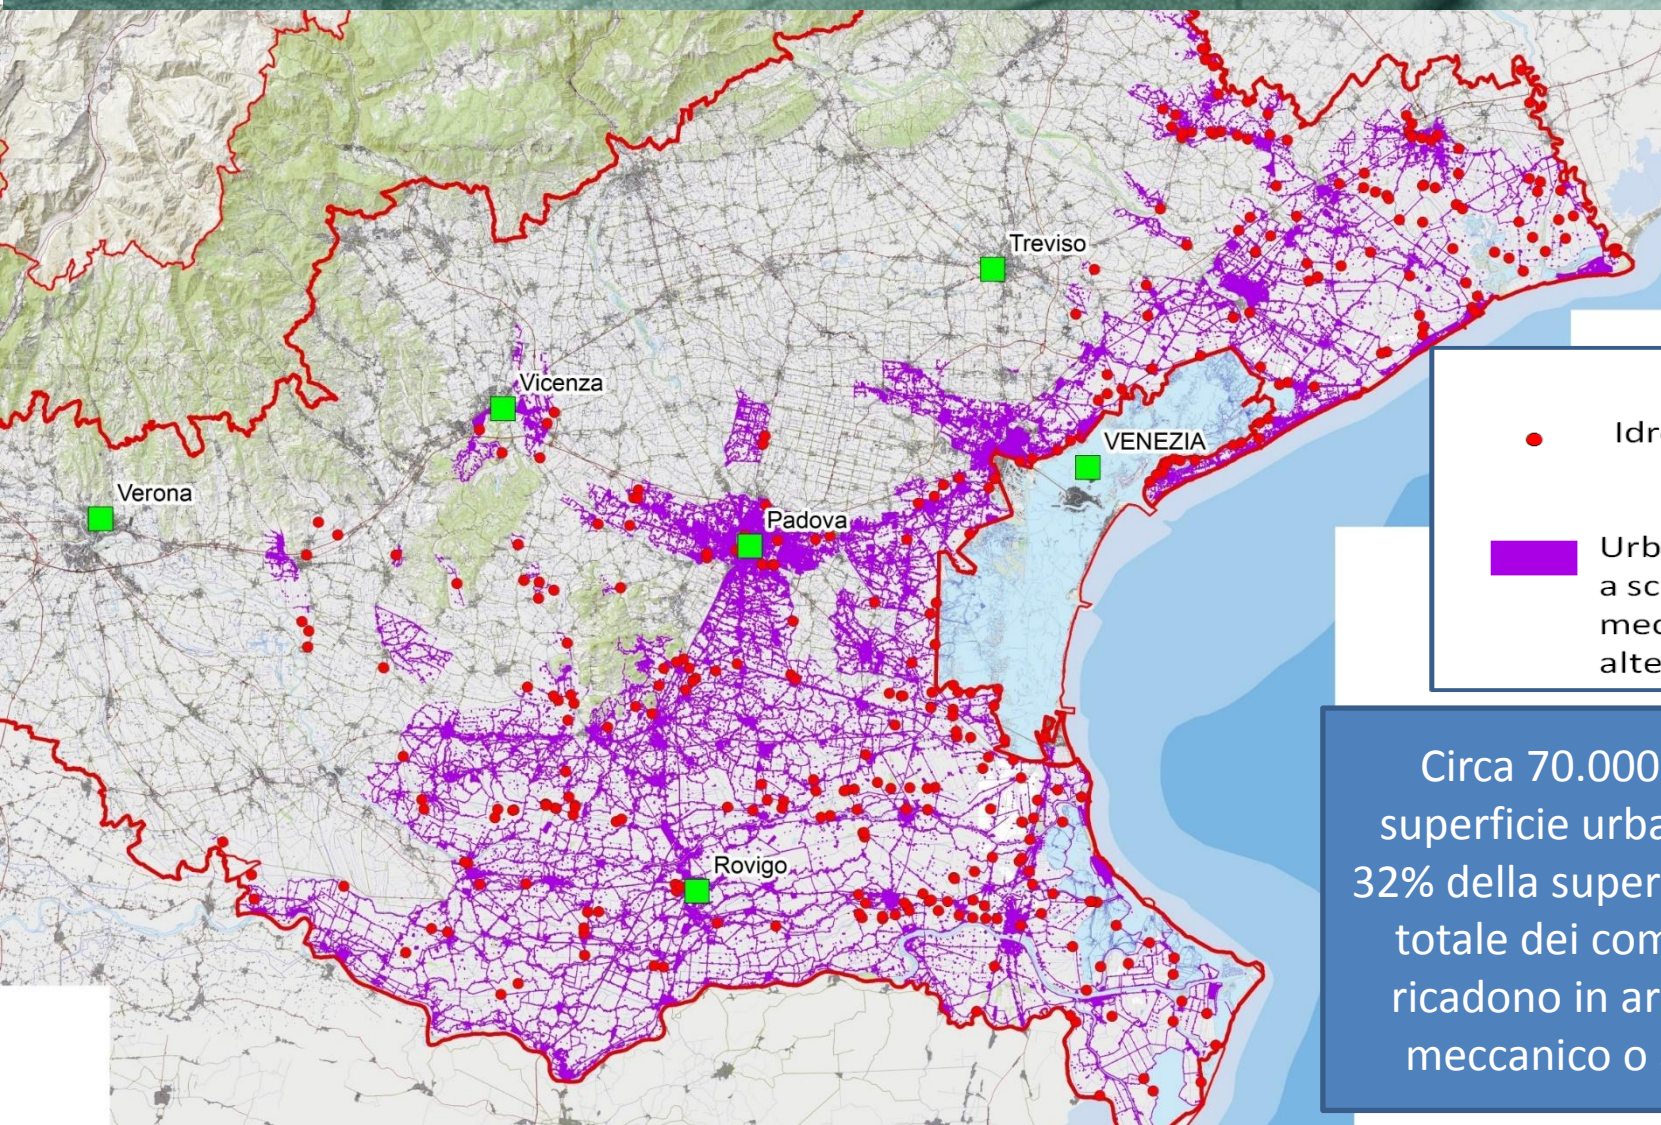 Treviso
Vicenza
VENEZIA
Verona
Padova
Rovigo
Idr
Urb
a sc
med
alte
Circa 70.000
superficie urba
32% della super
totale dei com
ricadono in ar
meccanico o